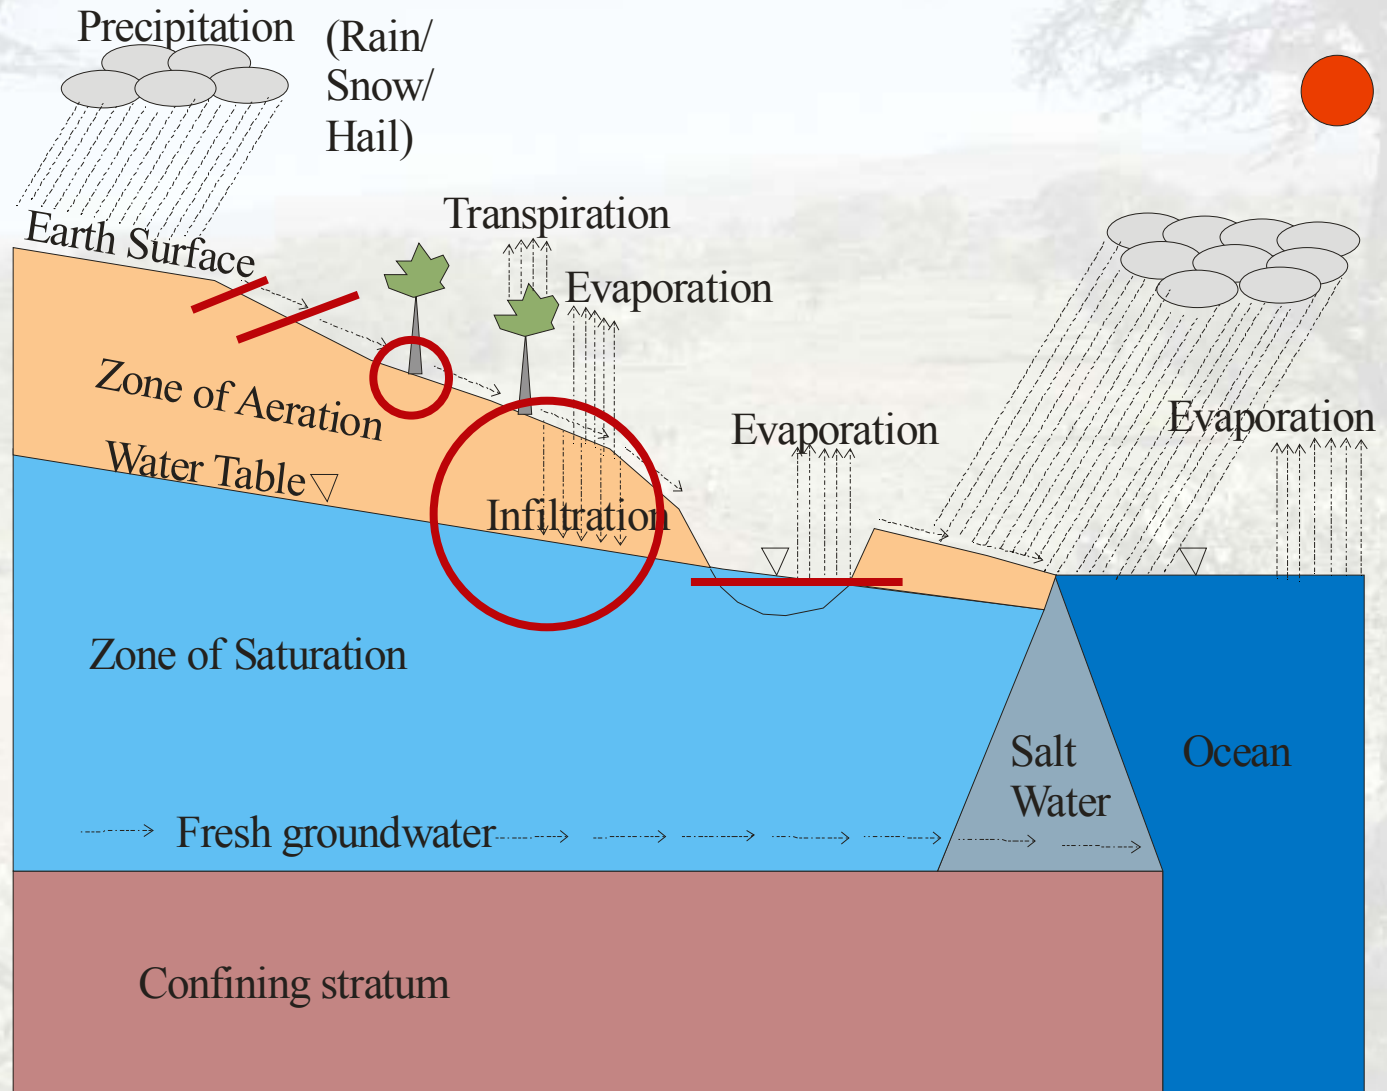 Precipitation
(Rain/
Snow/
Hail)
Transpiration
Earth Surface
Evaporation
Zone of Aeration
Evaporation
Evaporation
Water Table
Infiltration
Zone of Saturation
Salt
Water
Ocean
Fresh groundwater
Confining stratum